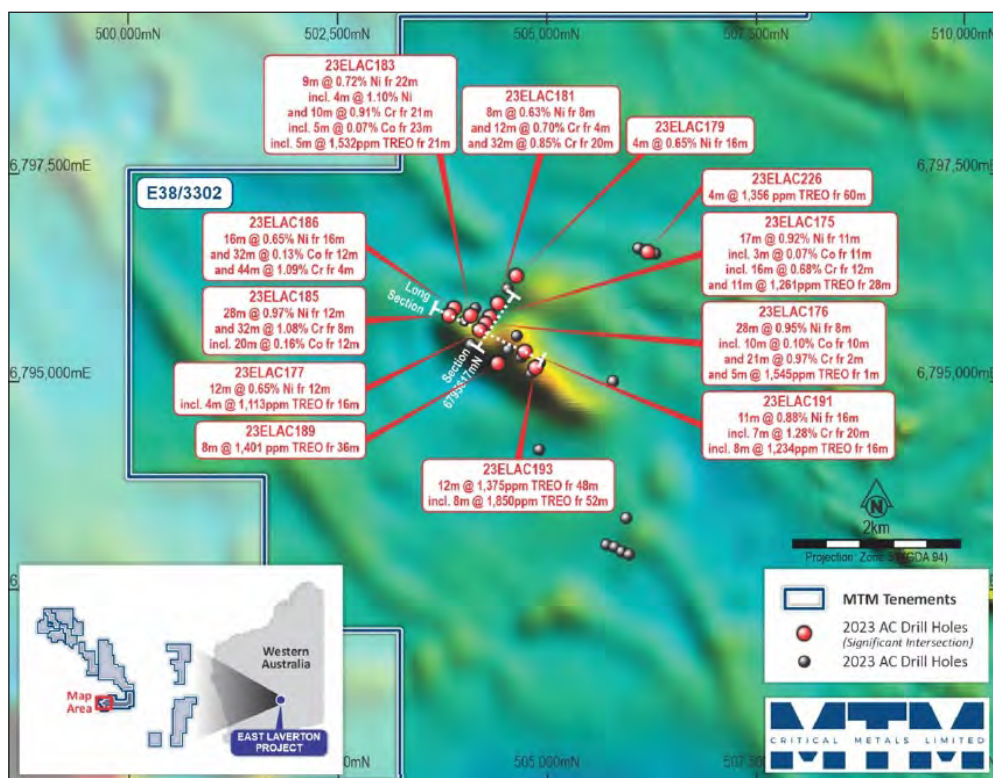 500,000mN
502,500mN
505,000mN
507,500mN
510,000mN
23ELAC183
9m @ 0.72% Ni fr 22m
incl. 4m @ 1.10% Ni
and 10m @ 0.91% Cr fr 21m
incl. 5m @ 0.07% Co fr 23m
incl. 5m @ 1,532ppm TREO fr 21m
23ELAC181
8m @ 0.63% Ni fr 8m
and 12m @ 0.70% Cr fr 4m
and 32m @ 0.85% Cr fr 20m
23ELAC179
4m @ 0.65% Ni fr 16m
6,797,500mE
6,797,500m
E38/3302
23ELAC226
4m @ 1,356 ppm TREO fr 60m
23ELAC186
16m @ 0.65% Ni fr 16m
and 32m @ 0.13% Co fr 12m
and 44m @ 1.09% Cr fr 4m
23ELAC175
17m @ 0.92% Ni fr 11m
incl. 3m @ 0.07% Co fr 11m
incl. 16m @ 0.68% Cr fr 12m
and 11m @ 1,261ppm TREO fr 28m
Long
Section
23ELAC185
28m @ 0.97% Ni fr 12m
and 32m @ 1.08% Cr fr 8m
incl. 20m @ 0.16% Co fr 12m
23ELAC176
28m @ 0.95% Ni fr 8m
incl. 10m @ 0.10% Co fr 10m
and 21m @ 0.97% Cr fr 2m
and 5m @ 1,545ppm TREO fr 1m
Section
6,795,000mE
6,795,000m
23ELAC177
12m @ 0.65% Ni fr 12m
incl. 4m @ 1,113ppm TREO fr 16m
23ELAC191
11m @ 0.88% Ni fr 16m
incl. 7m @ 1.28% Cr fr 20m
incl. 8m @ 1,234ppm TREO fr 16m
23ELAC189
8m @ 1,401 ppm TREO fr 36m
23ELAC193
12m @ 1,375ppm TREO fr 48m
incl. 8m @ 1,850ppm TREO fr 52m
N
2km
Projection: Zone (GDA 94)
Map
Area
Western
Australia
EAST LAVERTON
PROJECT
MTM Tenements
2023 AC Drill Holes
(Significant Intersection)
2023 AC Drill Holes
MTM
CRITICAL METALS LIMITED
500,000mN
505,000mN